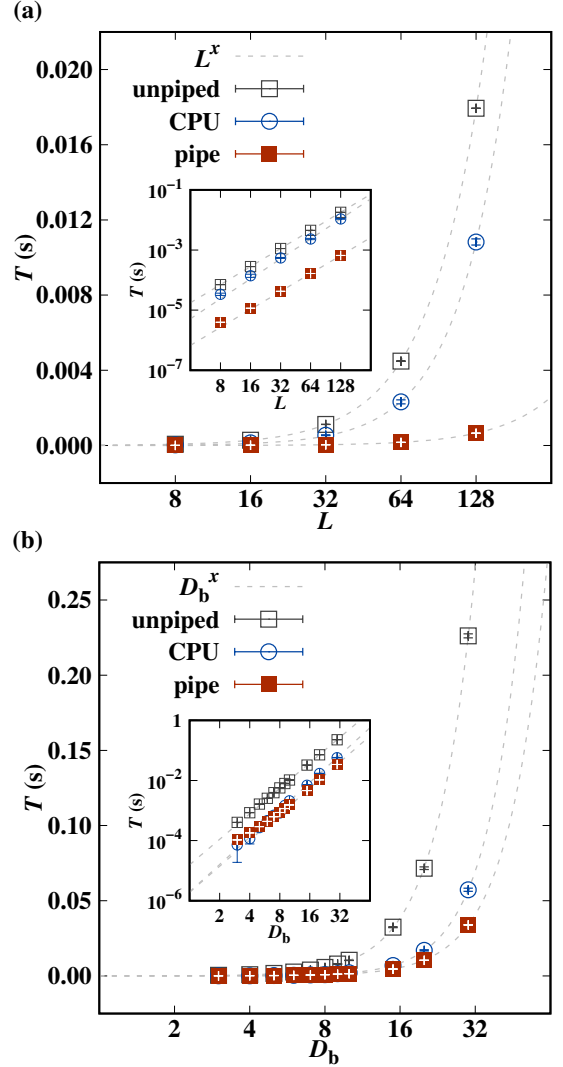 (a)
0.020
0.016
0.012
0.008
0.004
0.000
T (s)
L^x
unpiped
CPU
pipe
10^-1
10^-3
10^-5
10^-7
T (s)
8 16 32 64 128
L
8 16 32 64 128
L
(b)
0.25
0.20
0.15
0.10
0.05
0.00
T (s)
D_b^x
unpiped
CPU
pipe
1
10^-2
10^-4
10^-6
T (s)
2 4 8 16 32
D_b
2 4 8 16 32
D_b